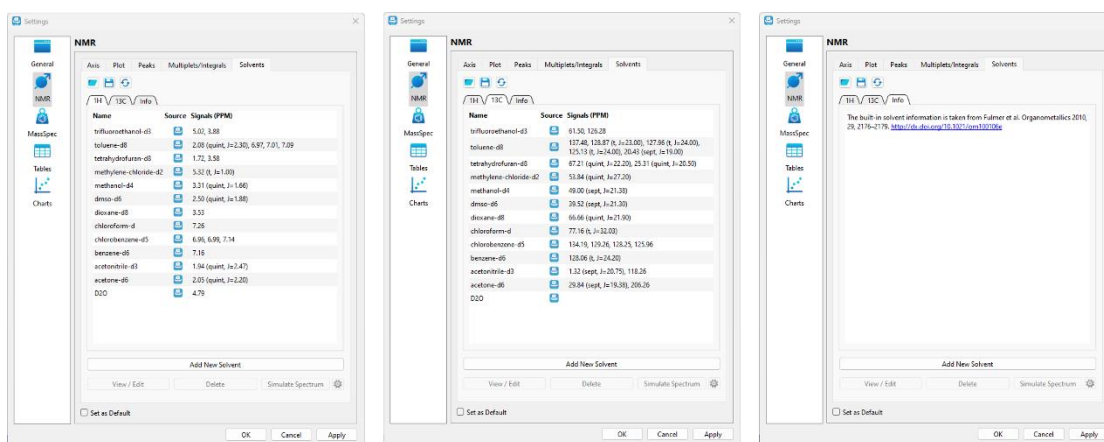 Settings
NMR
General
NMR
MassSpec
Tables
Charts
Axis Plot Peaks Multiplets/Integrals Solvents
1H 13C Info
Name Source Signals (PPM)
trifluoroethanol-d3 5.02, 3.88
toluene-d8 2.08 (quint, J=2.30), 6.97, 7.01, 7.09
tetrahydrofuran-d8 1.72, 3.58
methylene-chloride-d2 5.32 (t, J=1.00)
methanol-d4 3.31 (quint, J=1.66)
dmso-d6 2.50 (quint, J=1.88)
dioxane-d8 3.53
chloroform-d 7.26
chlorobenzene-d5 6.96, 6.99, 7.14
benzene-d6 7.16
acetonitrile-d3 1.94 (quint, J=2.47)
acetone-d6 2.05 (quint, J=2.20)
D2O 4.79
Add New Solvent
View / Edit Delete Simulate Spectrum
Set as Default
OK Cancel Apply
Settings
NMR
General
NMR
MassSpec
Tables
Charts
Axis Plot Peaks Multiplets/Integrals Solvents
1H 13C Info
Name Source Signals (PPM)
trifluoroethanol-d3 61.50, 126.28
toluene-d8 137.48, 128.87 (t, J=23.00), 127.96 (t, J=24.00),
125.13 (t, J=24.00), 20.43 (sept, J=19.00)
tetrahydrofuran-d8 67.21 (quint, J=22.20), 25.31 (quint, J=20.50)
methylene-chloride-d2 53.84 (quint, J=27.20)
methanol-d4 49.00 (sept, J=21.38)
dmso-d6 39.52 (sept, J=21.30)
dioxane-d8 66.66 (quint, J=21.90)
chloroform-d 77.16 (t, J=32.03)
chlorobenzene-d5 134.19, 129.26, 128.25, 125.96
benzene-d6 128.06 (t, J=24.20)
acetonitrile-d3 1.32 (sept, J=20.75), 118.26
acetone-d6 29.84 (sept, J=19.38), 206.26
D2O
Add New Solvent
View / Edit Delete Simulate Spectrum
Set as Default
OK Cancel Apply
Settings
NMR
General
NMR
MassSpec
Tables
Charts
Axis Plot Peaks Multiplets/Integrals Solvents
1H 13C Info
The built-in solvent information is taken from Fulmer et al. Organometallics 2010,
29, 2176–2179. http://dx.doi.org/10.1021/om100106e
Add New Solvent
View / Edit Delete Simulate Spectrum
Set as Default
OK Cancel Apply